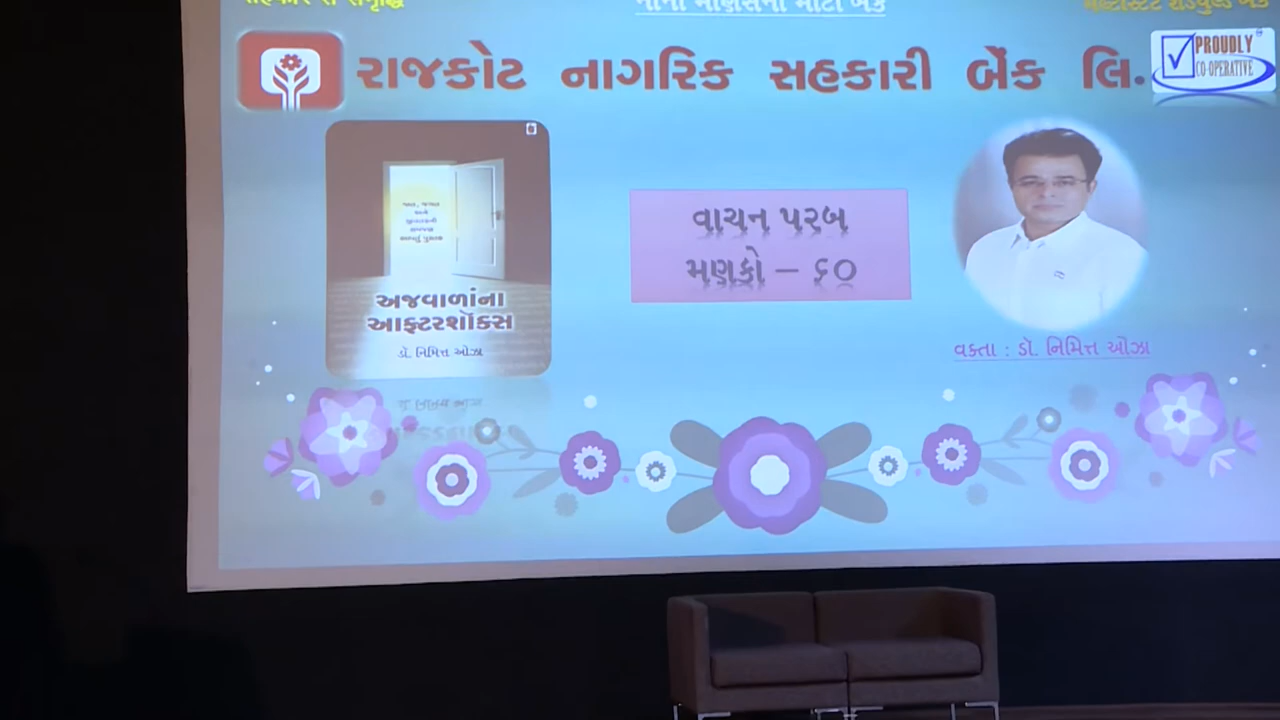 રાજકોટ નાગરિક સહકારી બેંક લિ.
PROUDLY
CO-OPERATIVE
વાચન પરબ
મણકો – ૬૦
અજવાળાંના
આફ્ટરશૉક્સ
ડૉ. નિમિત્ત ઓઝા
વક્તા : ડૉ. નિમિત્ત ઓઝા